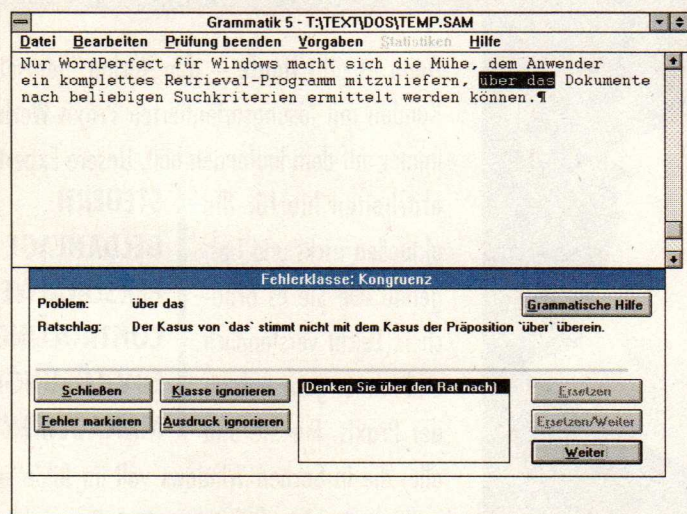 Grammatik 5 - T:\TEXT\DOS\TEMP.SAM
Datei Bearbeiten Prüfung beenden Vorgaben Statistiken Hilfe
Nur WordPerfect für Windows macht sich die Mühe, dem Anwender
ein komplettes Retrieval-Programm mitzuliefern, über das Dokumente
nach beliebigen Suchkriterien ermittelt werden können.¶
Fehlerklasse: Kongruenz
Problem: über das
Grammatische Hilfe
Ratschlag: Der Kasus von `das` stimmt nicht mit dem Kasus der Präposition `über` überein.
Schließen Klasse ignorieren (Denken Sie über den Rat nach) Ersetzen
Fehler markieren Ausdruck ignorieren Ersetzen/Weiter
Weiter